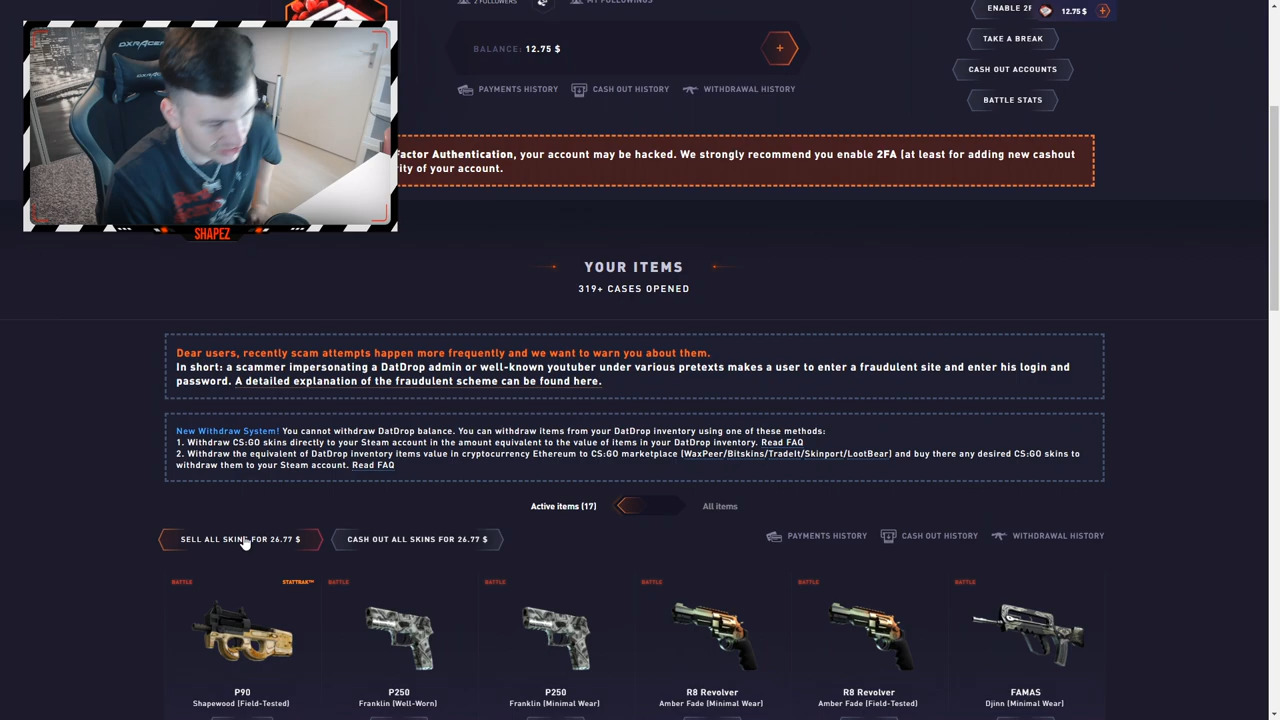 2 FOLLOWERS
MY FOLLOWINGS
ENABLE 2F
12.75 $
BALANCE: 12.75 $
TAKE A BREAK
CASH OUT ACCOUNTS
BATTLE STATS
PAYMENTS HISTORY
CASH OUT HISTORY
WITHDRAWAL HISTORY
DXRACER
SHAPEZ
Factor Authentication, your account may be hacked. We strongly recommend you enable 2FA (at least for adding new cashout
ity of your account.
YOUR ITEMS
319+ CASES OPENED
Dear users, recently scam attempts happen more frequently and we want to warn you about them.
In short: a scammer impersonating a DatDrop admin or well-known youtuber under various pretexts makes a user to enter a fraudulent site and enter his login and
password. A detailed explanation of the fraudulent scheme can be found here.
New Withdraw System! You cannot withdraw DatDrop balance. You can withdraw items from your DatDrop inventory using one of these methods:
1. Withdraw CS:GO skins directly to your Steam account in the amount equivalent to the value of items in your DatDrop inventory. Read FAQ
2. Withdraw the equivalent of DatDrop inventory items value in cryptocurrency Ethereum to CS:GO marketplace (WaxPeer/Bitskins/TradeIt/Skinport/LootBear) and buy there any desired CS:GO skins to
withdraw them to your Steam account. Read FAQ
Active items (17)
All items
SELL ALL SKINS FOR 26.77 $
CASH OUT ALL SKINS FOR 26.77 $
PAYMENTS HISTORY
CASH OUT HISTORY
WITHDRAWAL HISTORY
BATTLE
STATTRAK™
BATTLE
BATTLE
BATTLE
BATTLE
BATTLE
P90
Shapewood (Field-Tested)
P250
Franklin (Well-Worn)
P250
Franklin (Minimal Wear)
R8 Revolver
Amber Fade (Minimal Wear)
R8 Revolver
Amber Fade (Field-Tested)
FAMAS
Djinn (Minimal Wear)